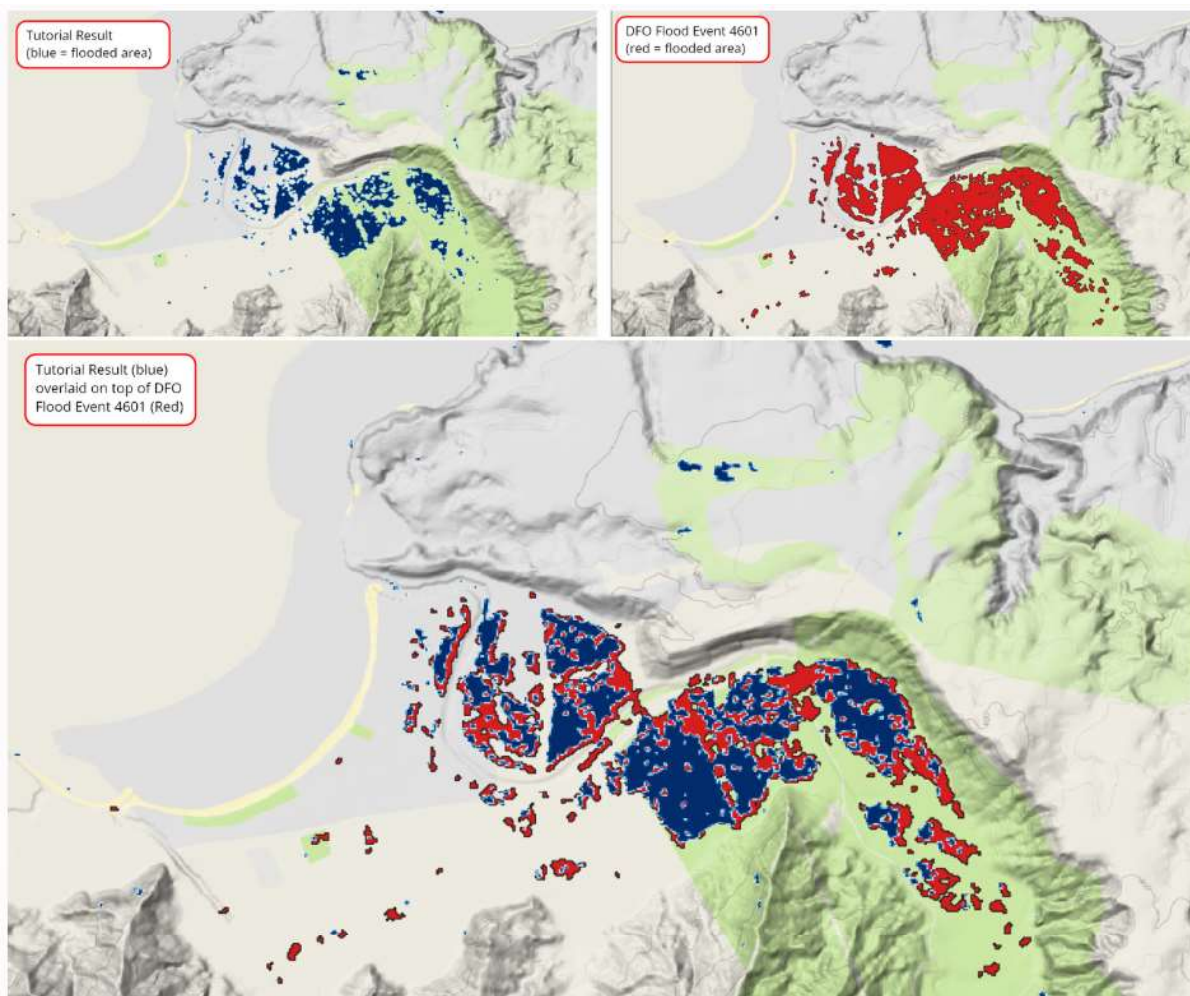 Tutorial Result
(blue = flooded area)
DFO Flood Event 4601
(red = flooded area)
Tutorial Result (blue)
overlaid on top of DFO
Flood Event 4601 (Red)